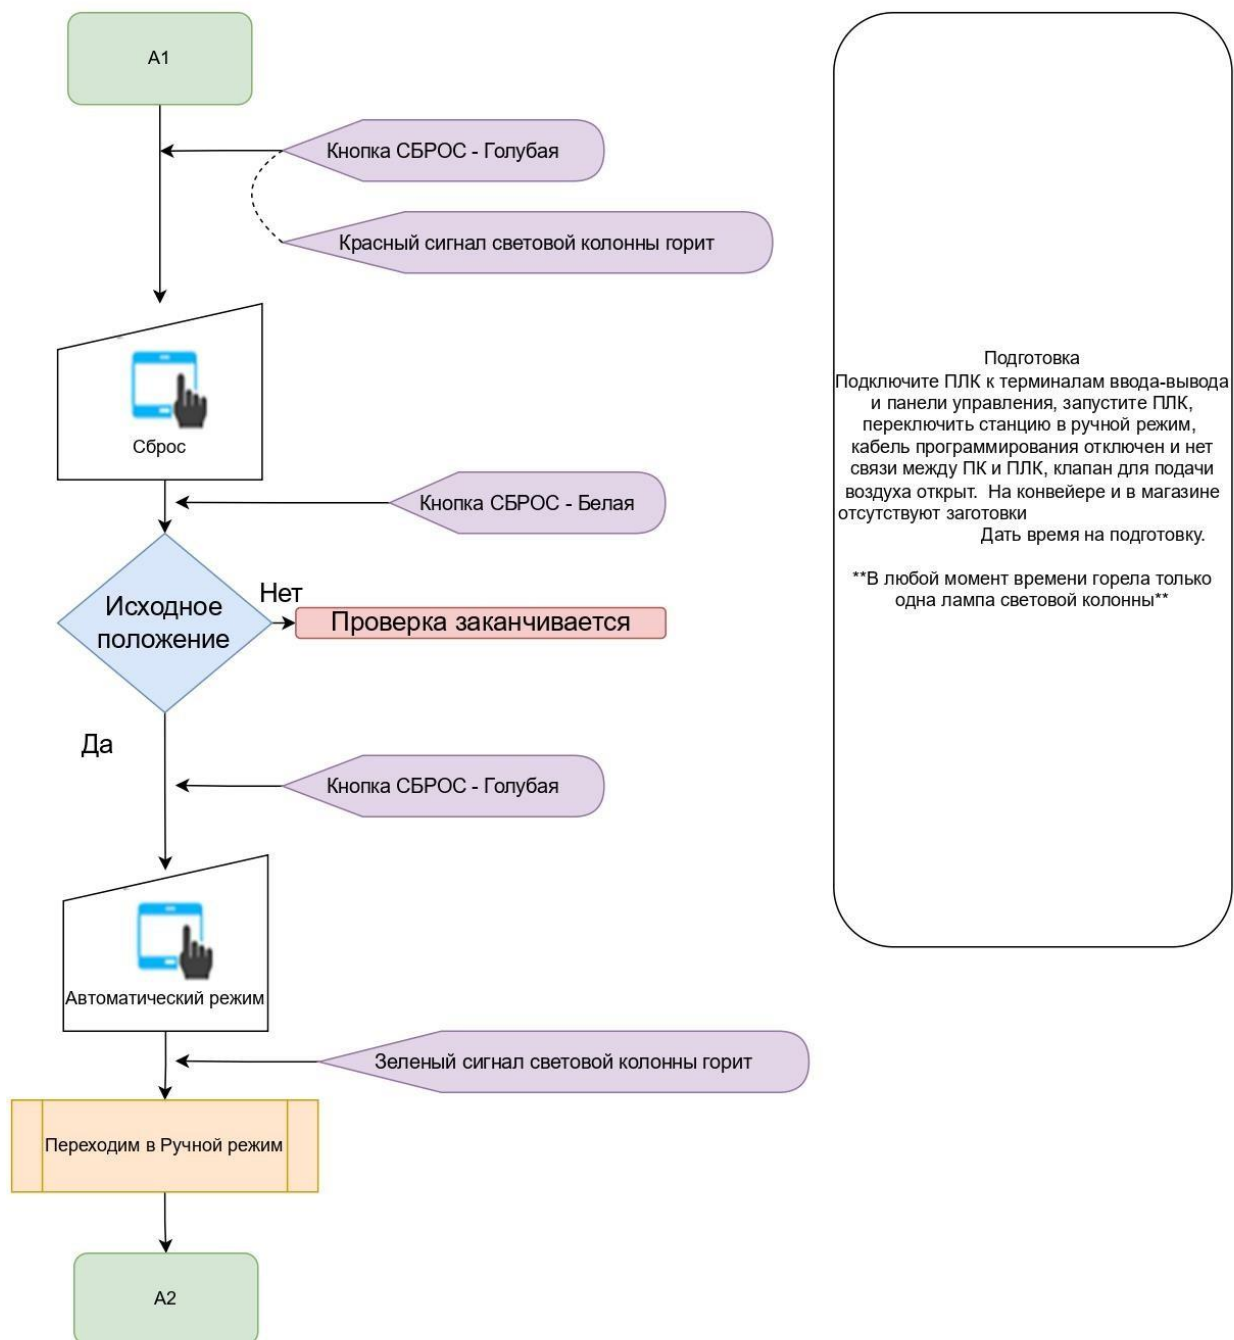 A1
Кнопка СБРОС - Голубая
Красный сигнал световой колонны горит
Сброс
Кнопка СБРОС - Белая
Исходное
положение
Нет
Проверка заканчивается
Да
Кнопка СБРОС - Голубая
Автоматический режим
Зеленый сигнал световой колонны горит
Переходим в Ручной режим
A2
Подготовка
Подключите ПЛК к терминалам ввода-вывода
и панели управления, запустите ПЛК,
переключить станцию в ручной режим,
кабель программирования отключен и нет
связи между ПК и ПЛК, клапан для подачи
воздуха открыт. На конвейере и в магазине
отсутствуют заготовки
Дать время на подготовку.
**В любой момент времени горела только
одна лампа световой колонны**